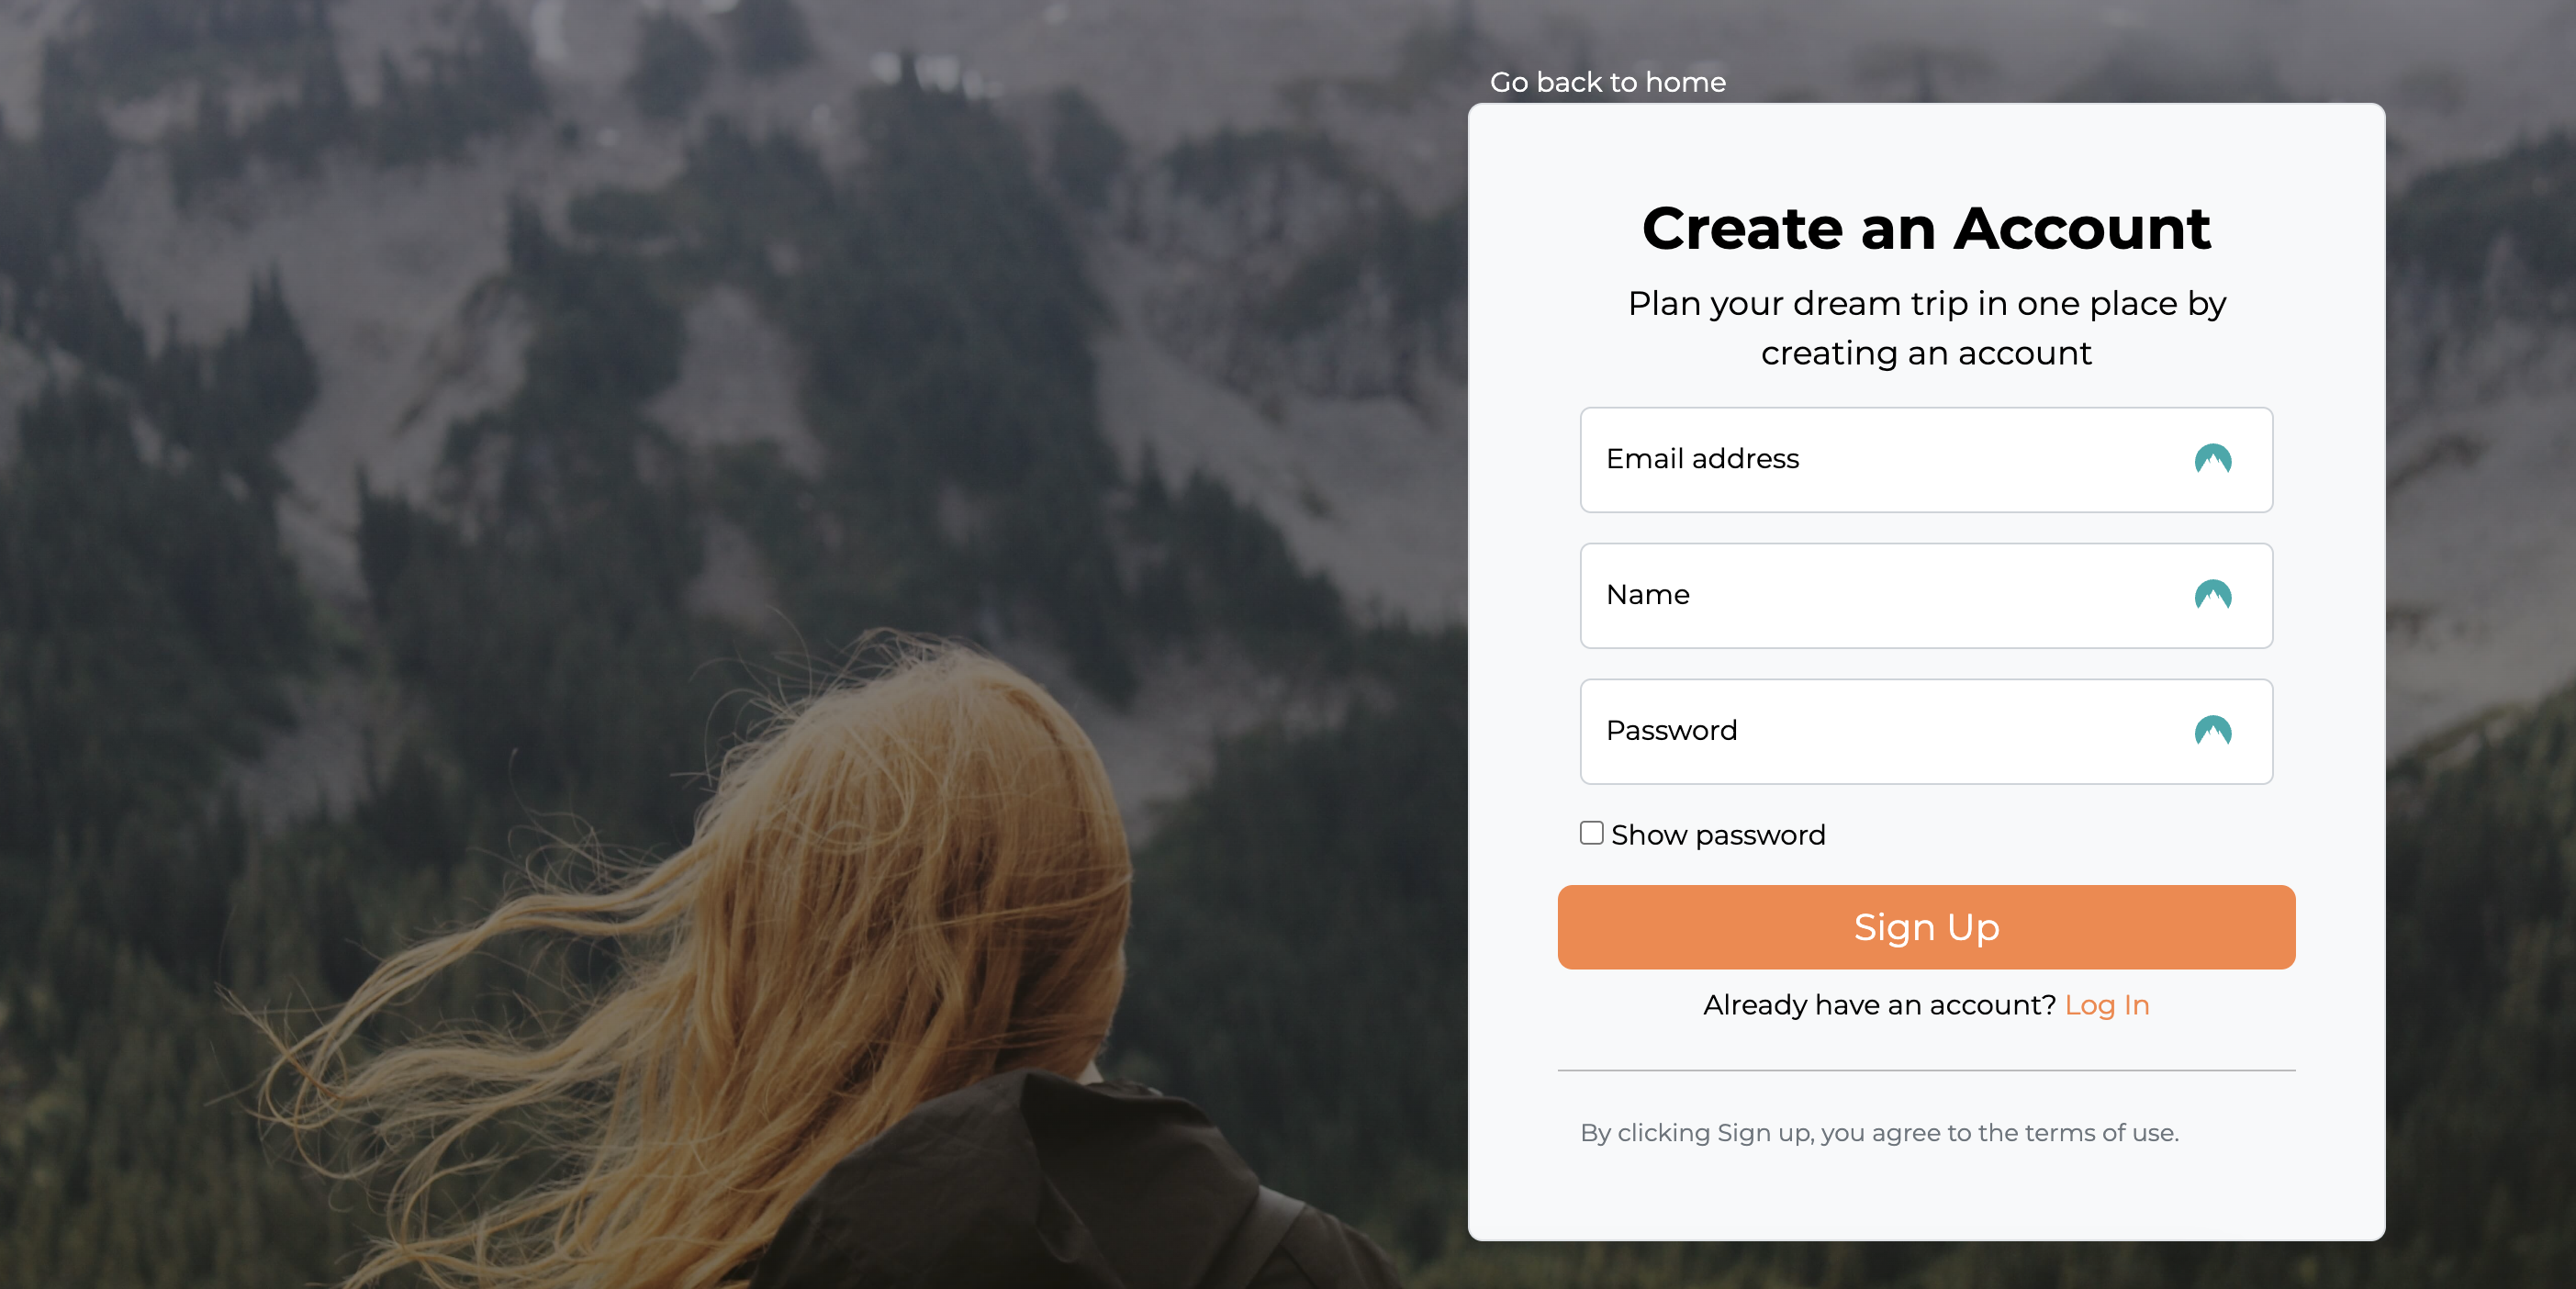 Go back to home
Create an Account
Plan your dream trip in one place by
creating an account
Email address
Name
Password
Show password
Sign Up
Already have an account? Log In
By clicking Sign up, you agree to the terms of use.